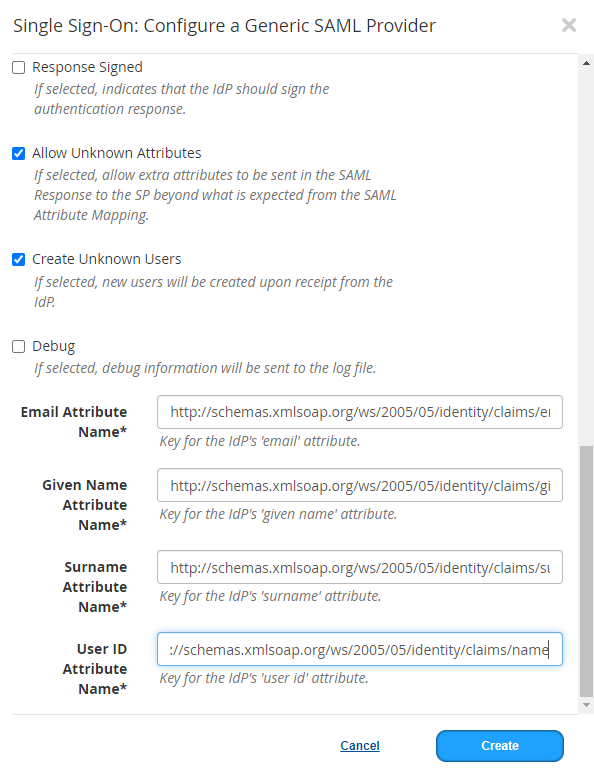 Single Sign-On: Configure a Generic SAML Provider
Response Signed
If selected, indicates that the IdP should sign the
authentication response.
Allow Unknown Attributes
If selected, allow extra attributes to be sent in the SAML
Response to the SP beyond what is expected from the SAML
Attribute Mapping.
Create Unknown Users
If selected, new users will be created upon receipt from the
IdP.
Debug
If selected, debug information will be sent to the log file.
Email Attribute
Name*
http://schemas.xmlsoap.org/ws/2005/05/identity/claims/e
Key for the IdP's 'email' attribute.
Given Name
Attribute
Name*
http://schemas.xmlsoap.org/ws/2005/05/identity/claims/gi
Key for the IdP's 'given name' attribute.
Surname
Attribute
Name*
http://schemas.xmlsoap.org/ws/2005/05/identity/claims/su
Key for the IdP's 'surname' attribute.
User ID
Attribute
Name*
://schemas.xmlsoap.org/ws/2005/05/identity/claims/name
Key for the IdP's 'user id' attribute.
Cancel
Create